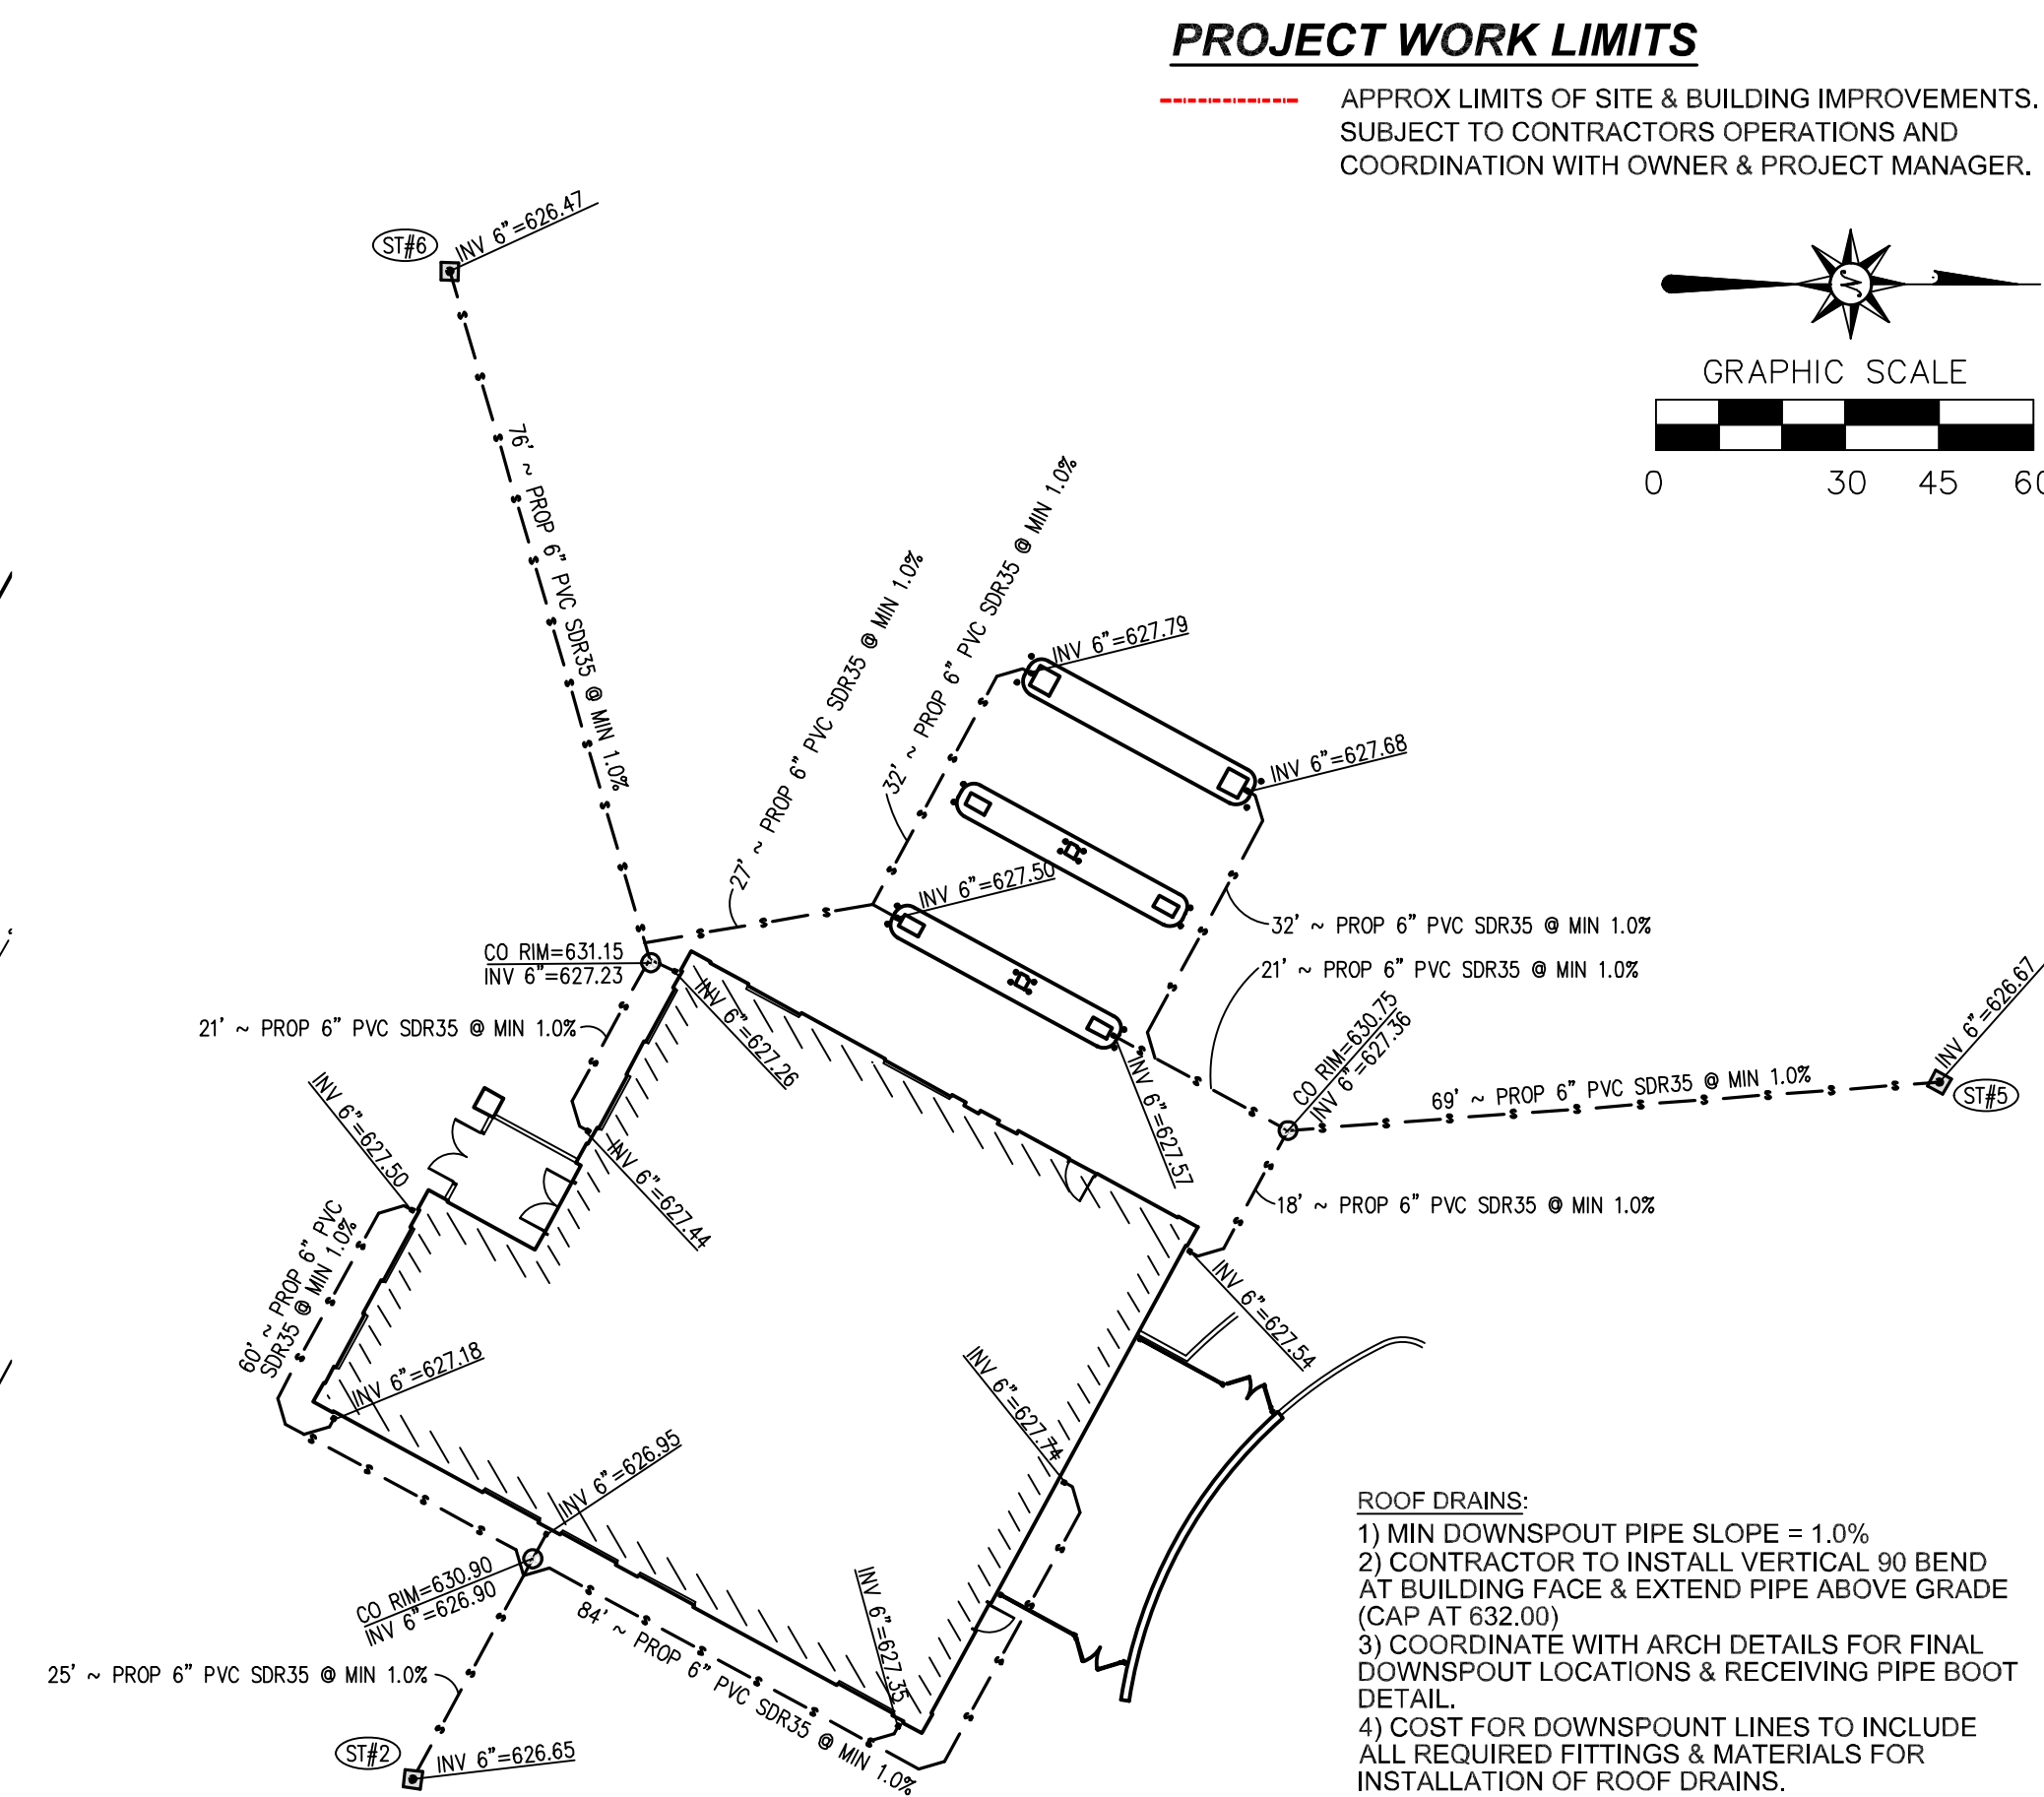 PROJECT WORK LIMITS
APPROX LIMITS OF SITE & BUILDING IMPROVEMENTS.
SUBJECT TO CONTRACTORS OPERATIONS AND
COORDINATION WITH OWNER & PROJECT MANAGER.
N
GRAPHIC SCALE
0 30 45
ST#6
INV 6"=626.47
76' ~ PROP 6" PVC SDR35 @ MIN 1.0%
27' ~ PROP 6" PVC SDR35 @ MIN 1.0%
32' ~ PROP 6" PVC SDR35 @ MIN 1.0%
INV 6"=627.79
INV 6"=627.68
INV 6"=627.50
32' ~ PROP 6" PVC SDR35 @ MIN 1.0%
21' ~ PROP 6" PVC SDR35 @ MIN 1.0%
CO RIM=631.15
INV 6"=627.23
INV 6"=627.26
21' ~ PROP 6" PVC SDR35 @ MIN 1.0%
CO RIM=630.75
INV 6"=627.36
INV 6"=626.67
ST#5
69' ~ PROP 6" PVC SDR35 @ MIN 1.0%
INV 6"=627.57
INV 6"=627.50
INV 6"=627.44
18' ~ PROP 6" PVC SDR35 @ MIN 1.0%
60' ~ PROP 6" PVC
SDR35 @ MIN 1.0%
INV 6"=627.18
INV 6"=627.54
INV 6"=627.74
INV 6"=626.95
CO RIM=630.90
INV 6"=626.90
84' ~ PROP 6" PVC SDR35 @ MIN 1.0%
INV 6"=627.35
25' ~ PROP 6" PVC SDR35 @ MIN 1.0%
ST#2
INV 6"=626.65
ROOF DRAINS:
1) MIN DOWNSPOUT PIPE SLOPE = 1.0%
2) CONTRACTOR TO INSTALL VERTICAL 90 BEND
AT BUILDING FACE & EXTEND PIPE ABOVE GRADE
(CAP AT 632.00)
3) COORDINATE WITH ARCH DETAILS FOR FINAL
DOWNSPOUT LOCATIONS & RECEIVING PIPE BOOT
DETAIL.
4) COST FOR DOWNSPOUNT LINES TO INCLUDE
ALL REQUIRED FITTINGS & MATERIALS FOR
INSTALLATION OF ROOF DRAINS.